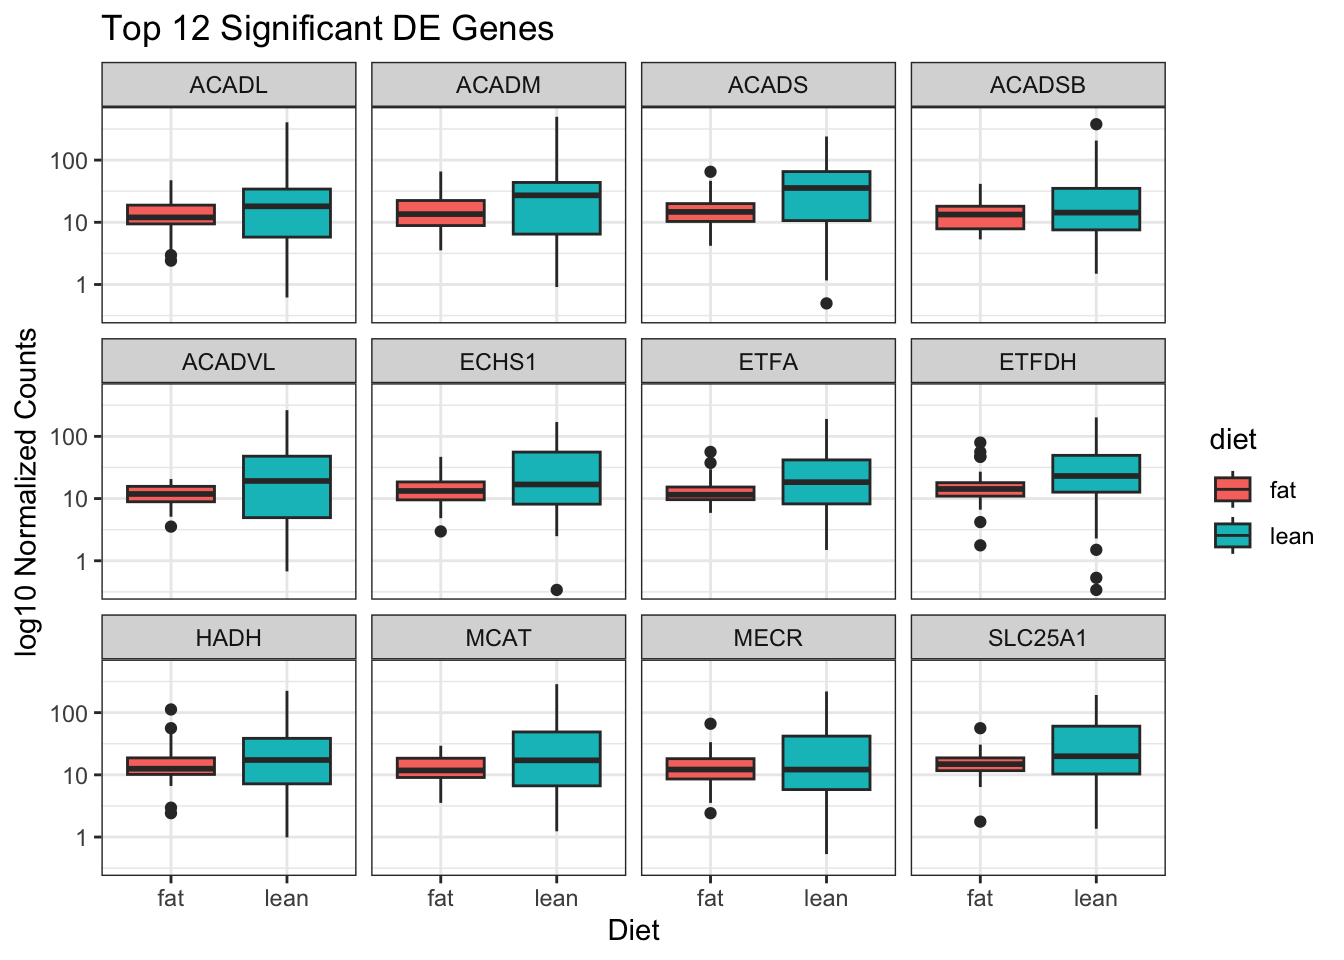 Top 12 Significant DE Genes
ACADL ACADM ACADS ACADSB
100
10
1
ACADVL ECHS1 ETFA ETFDH
100
10
1
HADH MCAT MECR SLC25A1
100
10
1
fat lean fat lean fat lean fat lean
Diet
log10 Normalized Counts
diet
fat
lean